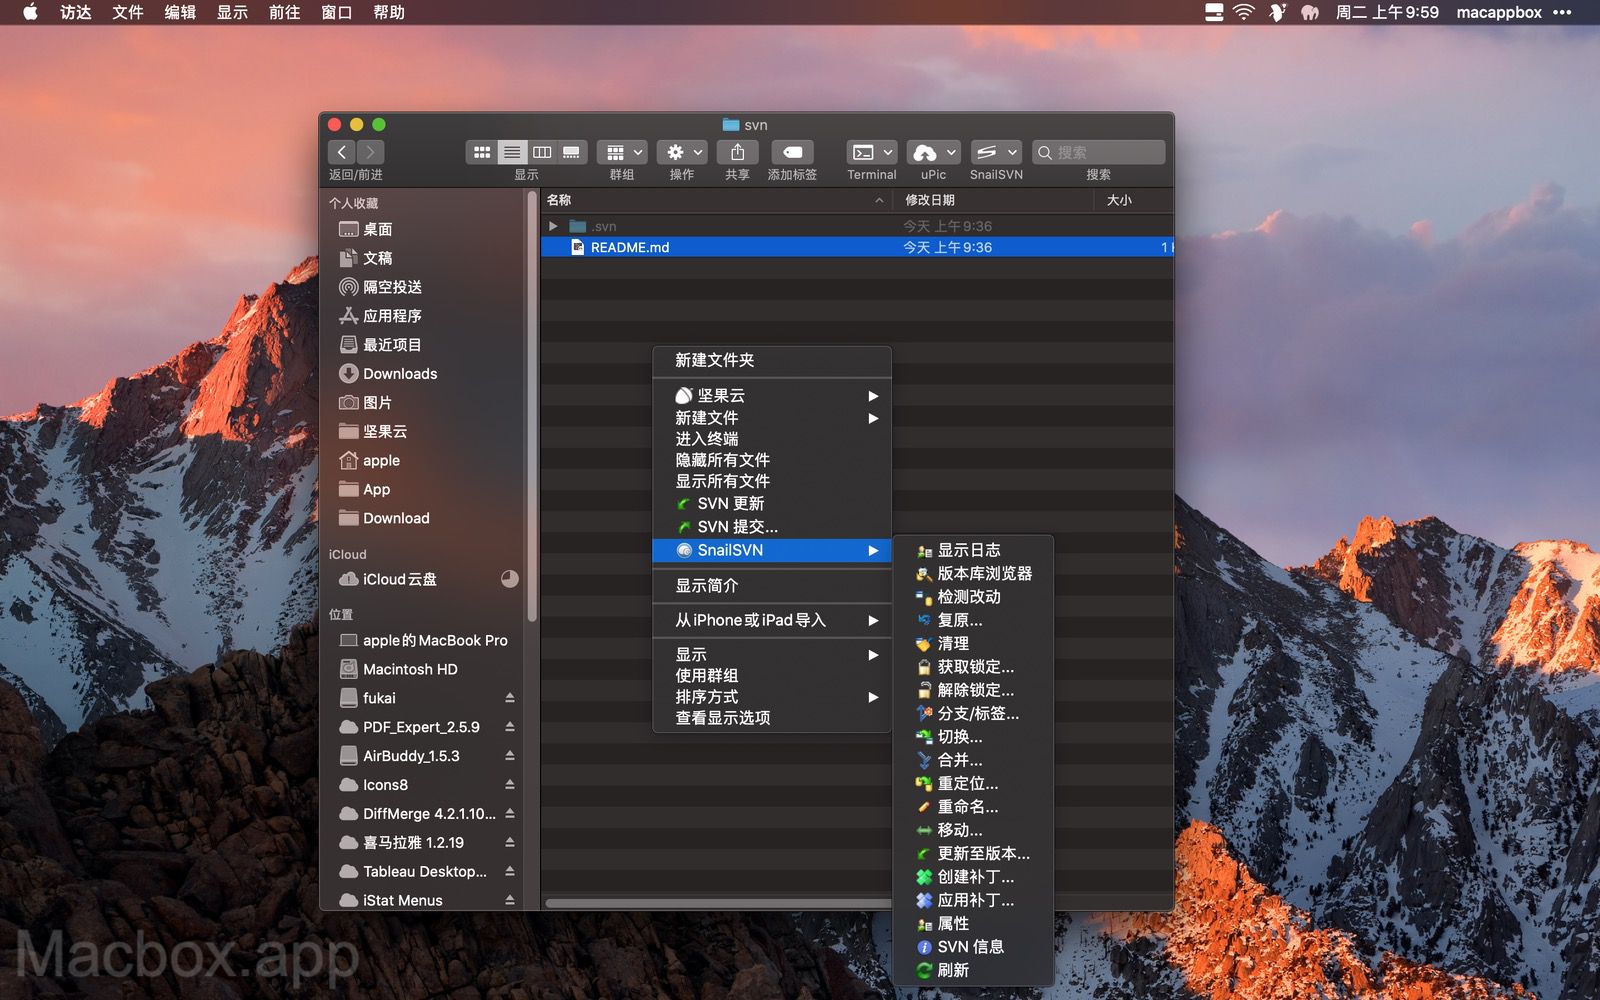 访达 文件 编辑 显示 前往 窗口 帮助 周二 上午9:59 macappbox
svn
返回/前进 显示 群组 操作 共享 添加标签 Terminal uPic SnailSVN 搜索
搜索
个人收藏
桌面
文稿
隔空投送
应用程序
最近项目
Downloads
图片
坚果云
apple
App
Download
iCloud
iCloud云盘
位置
apple的MacBook Pro
Macintosh HD
fukai
PDF_Expert_2.5.9
AirBuddy_1.5.3
Icons8
DiffMerge 4.2.1.10...
喜马拉雅 1.2.19
Tableau Desktop...
iStat Menus
名称 修改日期 大小
.svn 今天 上午9:36
README.md 今天 上午9:36 1
新建文件夹
坚果云
新建文件
进入终端
隐藏所有文件
显示所有文件
SVN 更新
SVN 提交...
SnailSVN
显示简介
从iPhone或iPad导入
显示
使用群组
排序方式
查看显示选项
显示日志
版本库浏览器
检测改动
复原...
清理
获取锁定...
解除锁定...
分支/标签...
切换...
合并...
重定位...
重命名...
移动...
更新至版本...
创建补丁...
应用补丁...
属性
SVN 信息
刷新
Macbox.app